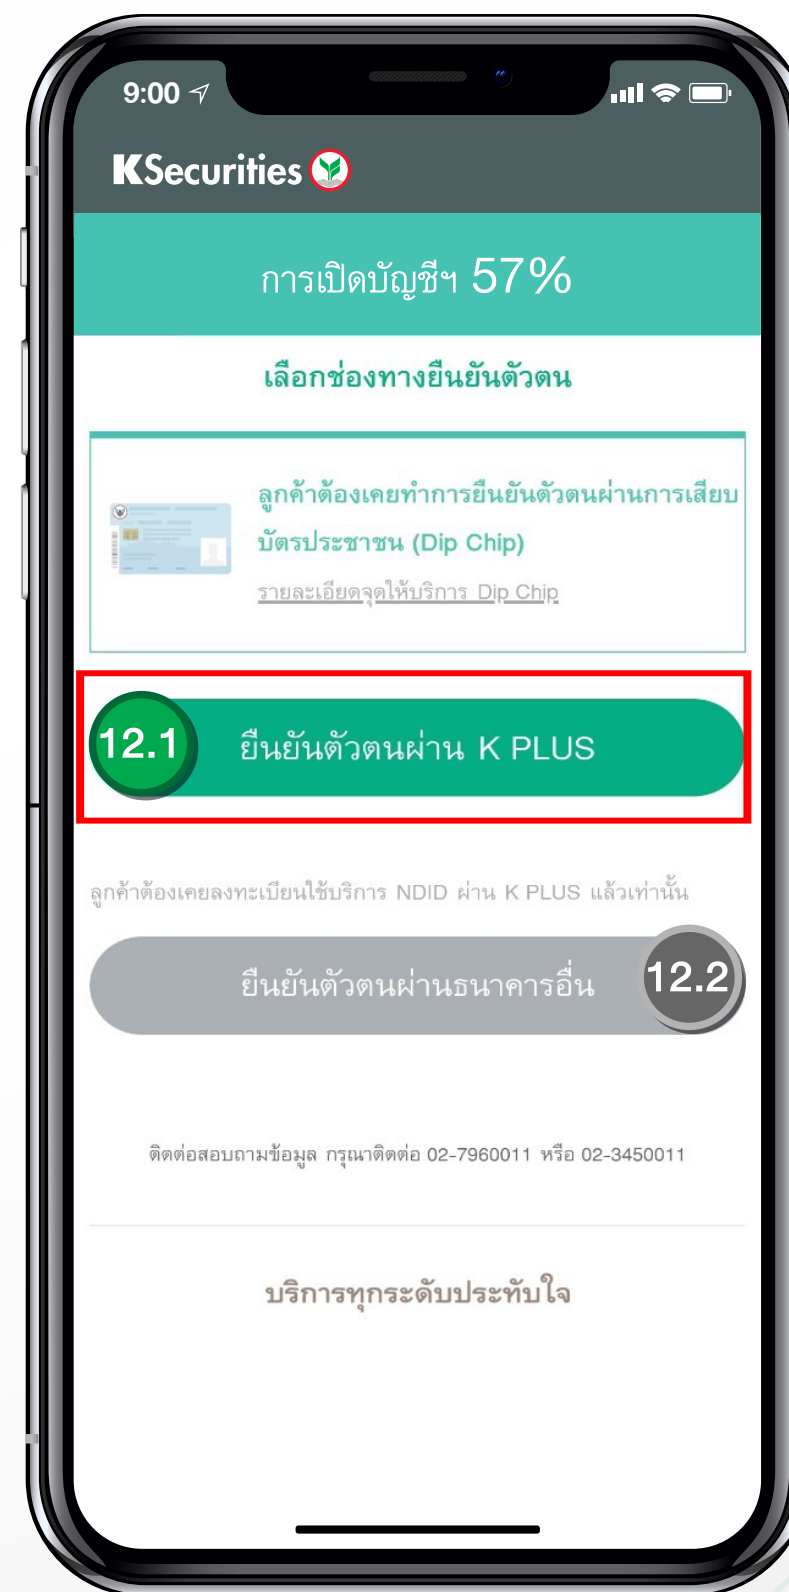 9:00
KSecurities
การเปิดบัญชีฯ 57%
เลือกช่องทางยืนยันตัวตน
ลูกค้าต้องเคยทำการยืนยันตัวตนผ่านการเสียบ
บัตรประชาชน (Dip Chip)
รายละเอียดจุดให้บริการ Dip Chip
12.1 ยืนยันตัวตนผ่าน K PLUS
ลูกค้าต้องเคยลงทะเบียนใช้บริการ NDID ผ่าน K PLUS แล้วเท่านั้น
ยืนยันตัวตนผ่านธนาคารอื่น 12.2
ติดต่อสอบถามข้อมูล กรุณาติดต่อ 02-7960011 หรือ 02-3450011
บริการทุกระดับประทับใจ